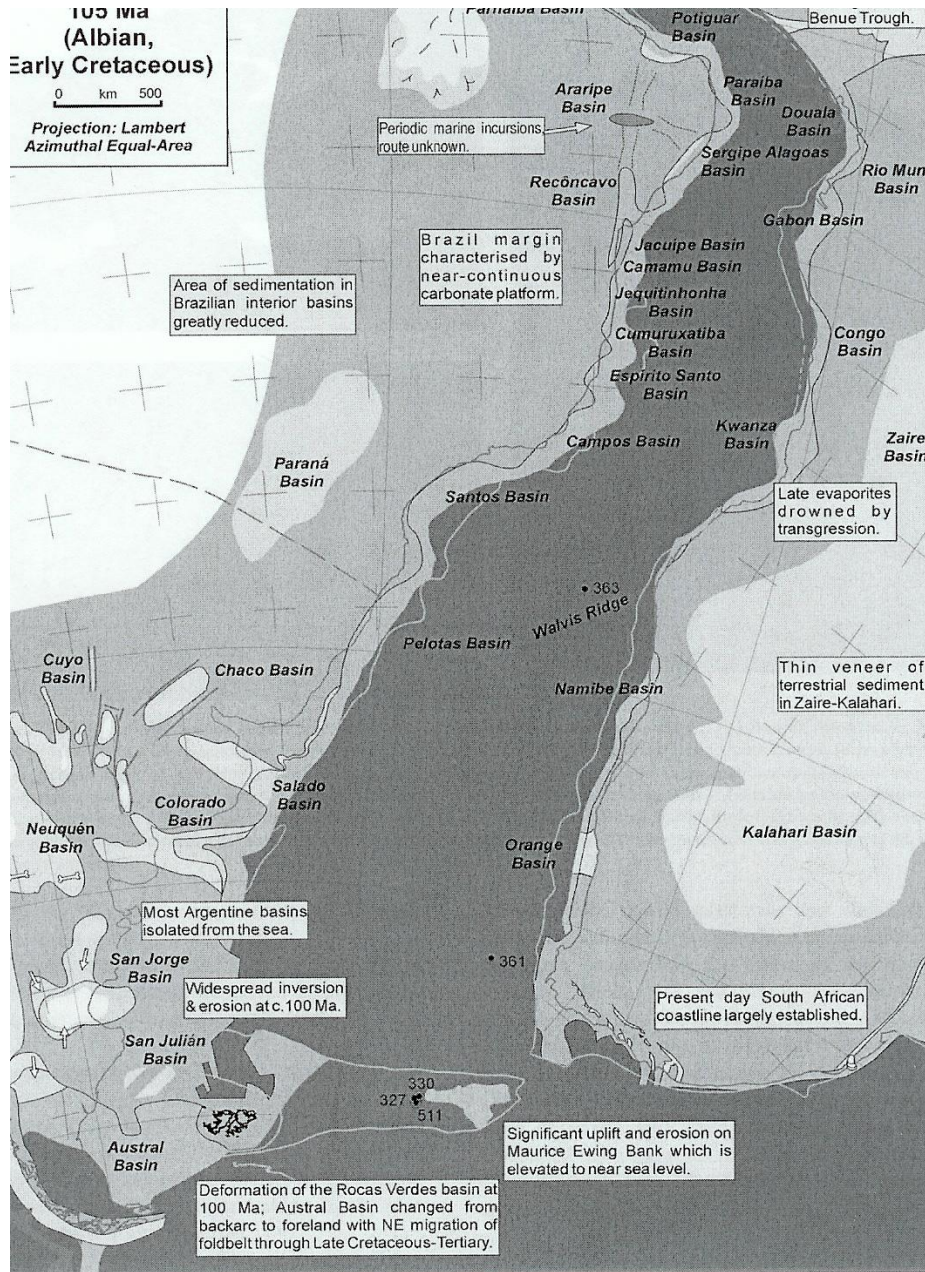 105 Ma
(Albian,
Early Cretaceous)
0 km 500
Projection: Lambert
Azimuthal Equal-Area
Parnaiba Basin
Potiguar
Basin
Benue Trough.
Araripe
Basin
Paraiba
Basin
Douala
Basin
Periodic marine incursions,
route unknown.
Sergipe Alagoas
Basin
Rio Mun
Basin
Recôncavo
Basin
Gabon Basin
Brazil margin
characterised by
near-continuous
carbonate platform.
Jacuipe Basin
Camamu Basin
Area of sedimentation in
Brazilian interior basins
greatly reduced.
Jequitinhonha
Basin
Cumuruxatiba
Basin
Congo
Basin
Espirito Santo
Basin
Campos Basin
Kwanza
Basin
Zaire
Basin
Paraná
Basin
Santos Basin
Late evaporites
drowned by
transgression.
363
Walvis Ridge
Pelotas Basin
Cuyo
Basin
Chaco Basin
Namibe Basin
Thin veneer of
terrestrial sediment
in Zaire-Kalahari.
Salado
Basin
Colorado
Basin
Neuquén
Basin
Orange
Basin
Kalahari Basin
Most Argentine basins
isolated from the sea.
San Jorge
Basin
361
Widespread inversion
& erosion at c.100 Ma.
Present day South African
coastline largely established.
San Julián
Basin
330
327
511
Austral
Basin
Significant uplift and erosion on
Maurice Ewing Bank which is
elevated to near sea level.
Deformation of the Rocas Verdes basin at
100 Ma; Austral Basin changed from
backarc to foreland with NE migration of
foldbelt through Late Cretaceous-Tertiary.